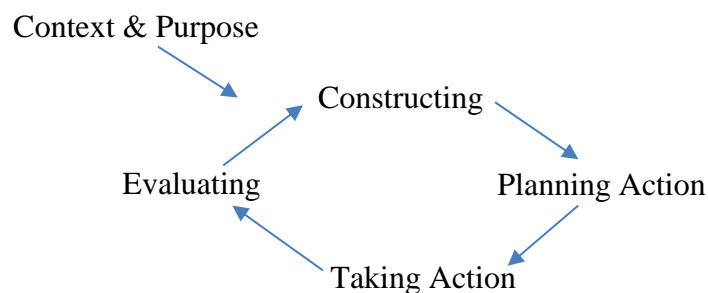 Context & Purpose
Constructing
Evaluating
Planning Action
Taking Action